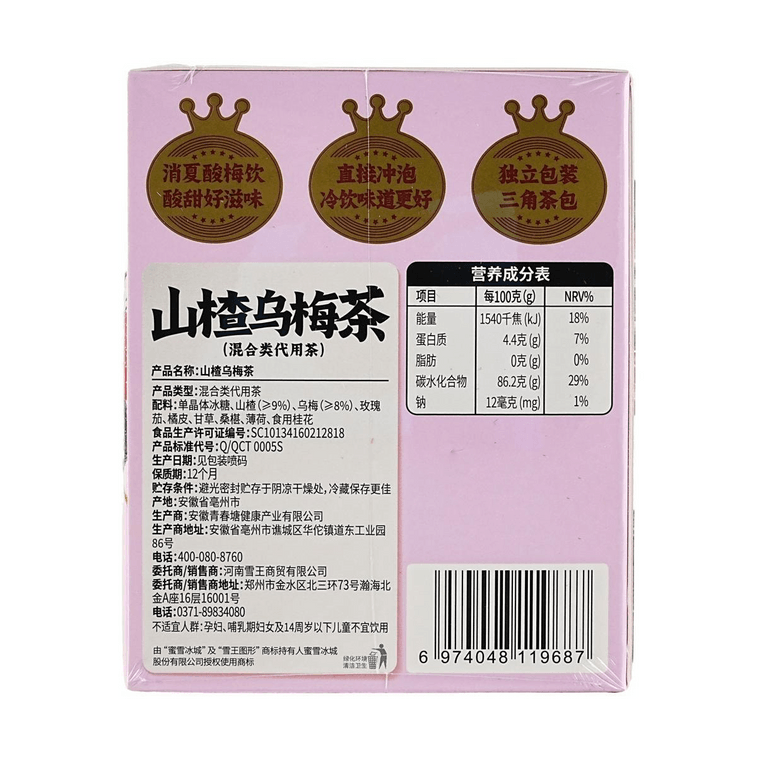 消夏酸梅饮
酸甜好滋味
直接冲泡
冷饮味道更好
独立包装
三角茶包
山楂乌梅茶
(混合类代用茶)
产品名称:山楂乌梅茶
产品类型:混合类代用茶
配料:单晶体冰糖、山楂(≥9%)、乌梅(≥8%)、玫瑰
茄、橘皮、甘草、桑椹、薄荷、食用桂花
食品生产许可证编号:SC10134160212818
产品标准代号:Q/QCT 0005S
生产日期:见包装喷码
保质期:12个月
贮存条件:避光密封贮存于阴凉干燥处,冷藏保存更佳
产地:安徽省亳州市
生产商:安徽青春塘健康产业有限公司
生产商地址:安徽省亳州市谯城区华佗镇道东工业园
86号
电话:400-080-8760
委托商/销售商:河南雪王商贸有限公司
委托商/销售商地址:郑州市金水区北三环73号瀚海北
金A座16层16001号
电话:0371-89834080
不适宜人群:孕妇、哺乳期妇女及14周岁以下儿童不宜饮用
由“蜜雪冰城”及“雪王图形”商标持有人蜜雪冰城
股份有限公司授权使用商标
绿化环境
清洁卫生
营养成分表
项目 每100克(g) NRV%
能量 1540千焦(kJ) 18%
蛋白质 4.4克(g) 7%
脂肪 0克(g) 0%
碳水化合物 86.2克(g) 29%
钠 12毫克(mg) 1%
6 974048 119687